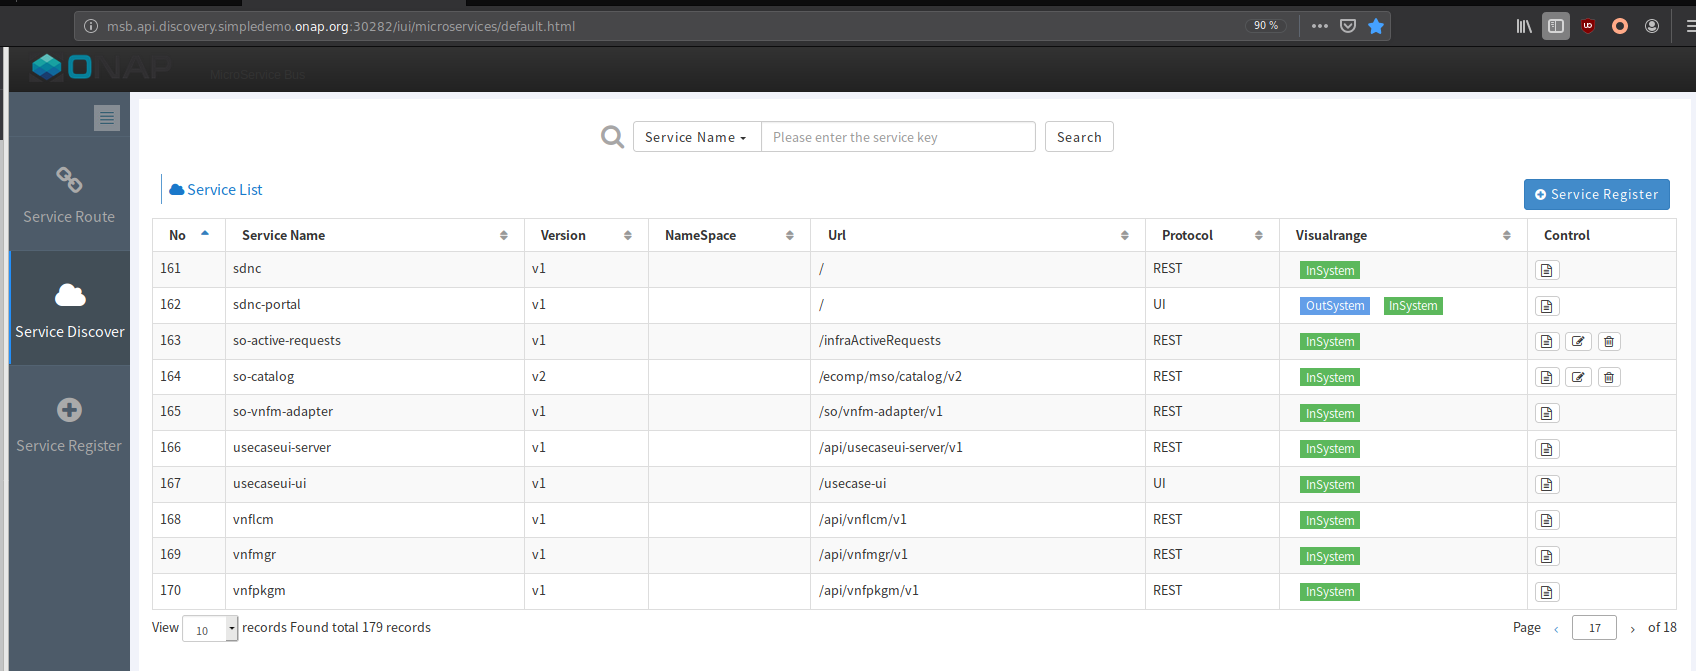 msb.api.discovery.simpledemo.onap.org:30282/iui/microservices/default.html 90 %
ONAP MicroService Bus
Service Name Please enter the service key Search
Service Route
Service List
Service Register
No Service Name Version NameSpace Url Protocol Visualrange Control
161 sdnc v1 / REST InSystem
162 sdnc-portal v1 / UI OutSystem InSystem
Service Discover
163 so-active-requests v1 /infraActiveRequests REST InSystem
164 so-catalog v2 /ecomp/mso/catalog/v2 REST InSystem
165 so-vnfm-adapter v1 /so/vnfm-adapter/v1 REST InSystem
Service Register
166 usecaseui-server v1 /api/usecaseui-server/v1 REST InSystem
167 usecaseui-ui v1 /usecase-ui UI InSystem
168 vnflcm v1 /api/vnflcm/v1 REST InSystem
169 vnfmgr v1 /api/vnfmgr/v1 REST InSystem
170 vnfpkgm v1 /api/vnfpkgm/v1 REST InSystem
View 10 records Found total 179 records Page ‹ 17 › of 18